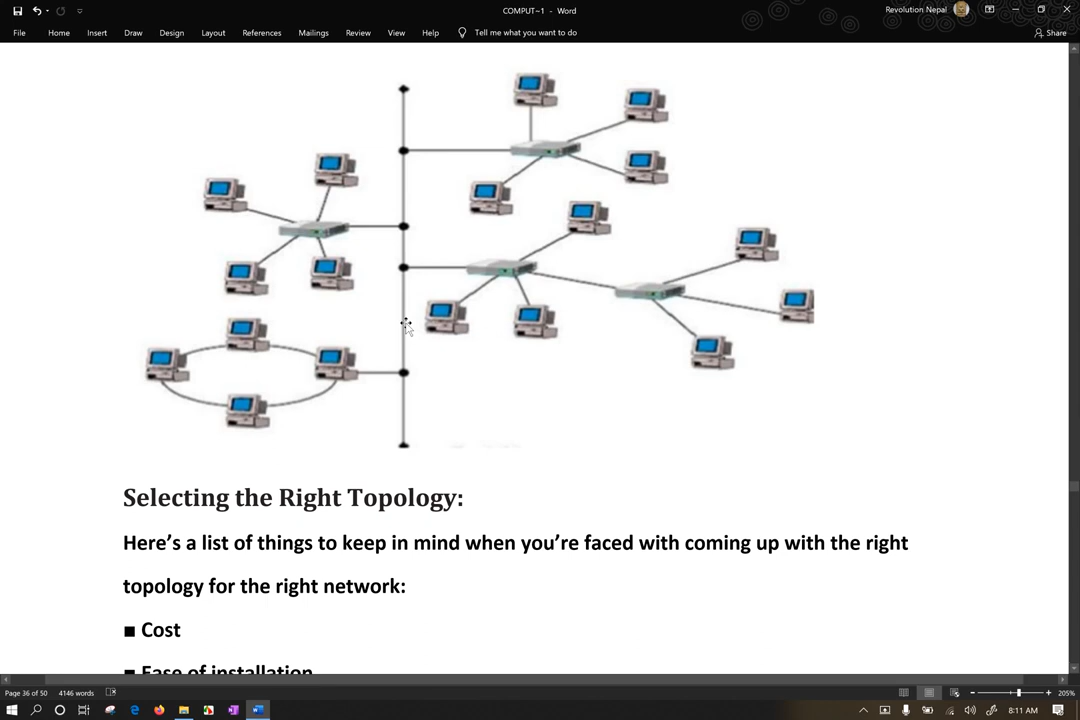 COMPUT~1 - Word
Revolution Nepal
File Home Insert Draw Design Layout References Mailings Review View Help Tell me what you want to do
Share
Selecting the Right Topology:
Here’s a list of things to keep in mind when you’re faced with coming up with the right
topology for the right network:
■ Cost
■ Ease of installation
Page 36 of 50 4146 words
205%
8:11 AM